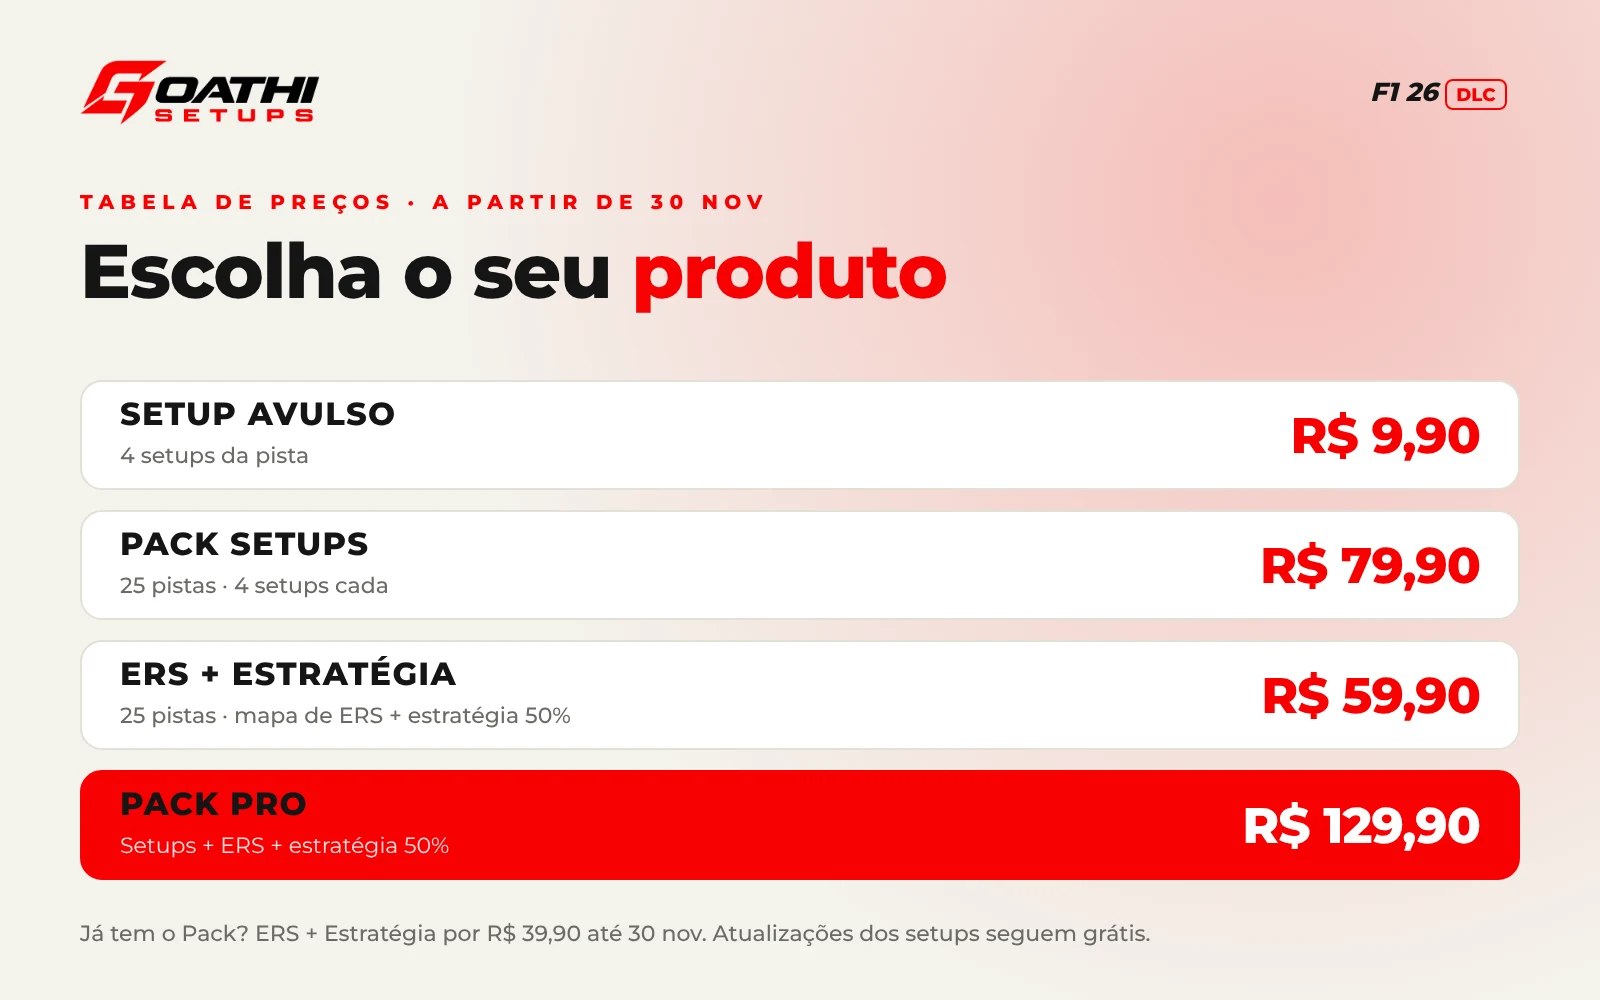 GOATHI
SETUPS
F1 26 DLC
TABELA DE PREÇOS · A PARTIR DE 30 NOV
Escolha o seu produto
SETUP AVULSO
4 setups da pista
R$ 9,90
PACK SETUPS
25 pistas · 4 setups cada
R$ 79,90
ERS + ESTRATÉGIA
25 pistas · mapa de ERS + estratégia 50%
R$ 59,90
PACK PRO
Setups + ERS + estratégia 50%
R$ 129,90
Já tem o Pack? ERS + Estratégia por R$ 39,90 até 30 nov. Atualizações dos setups seguem grátis.